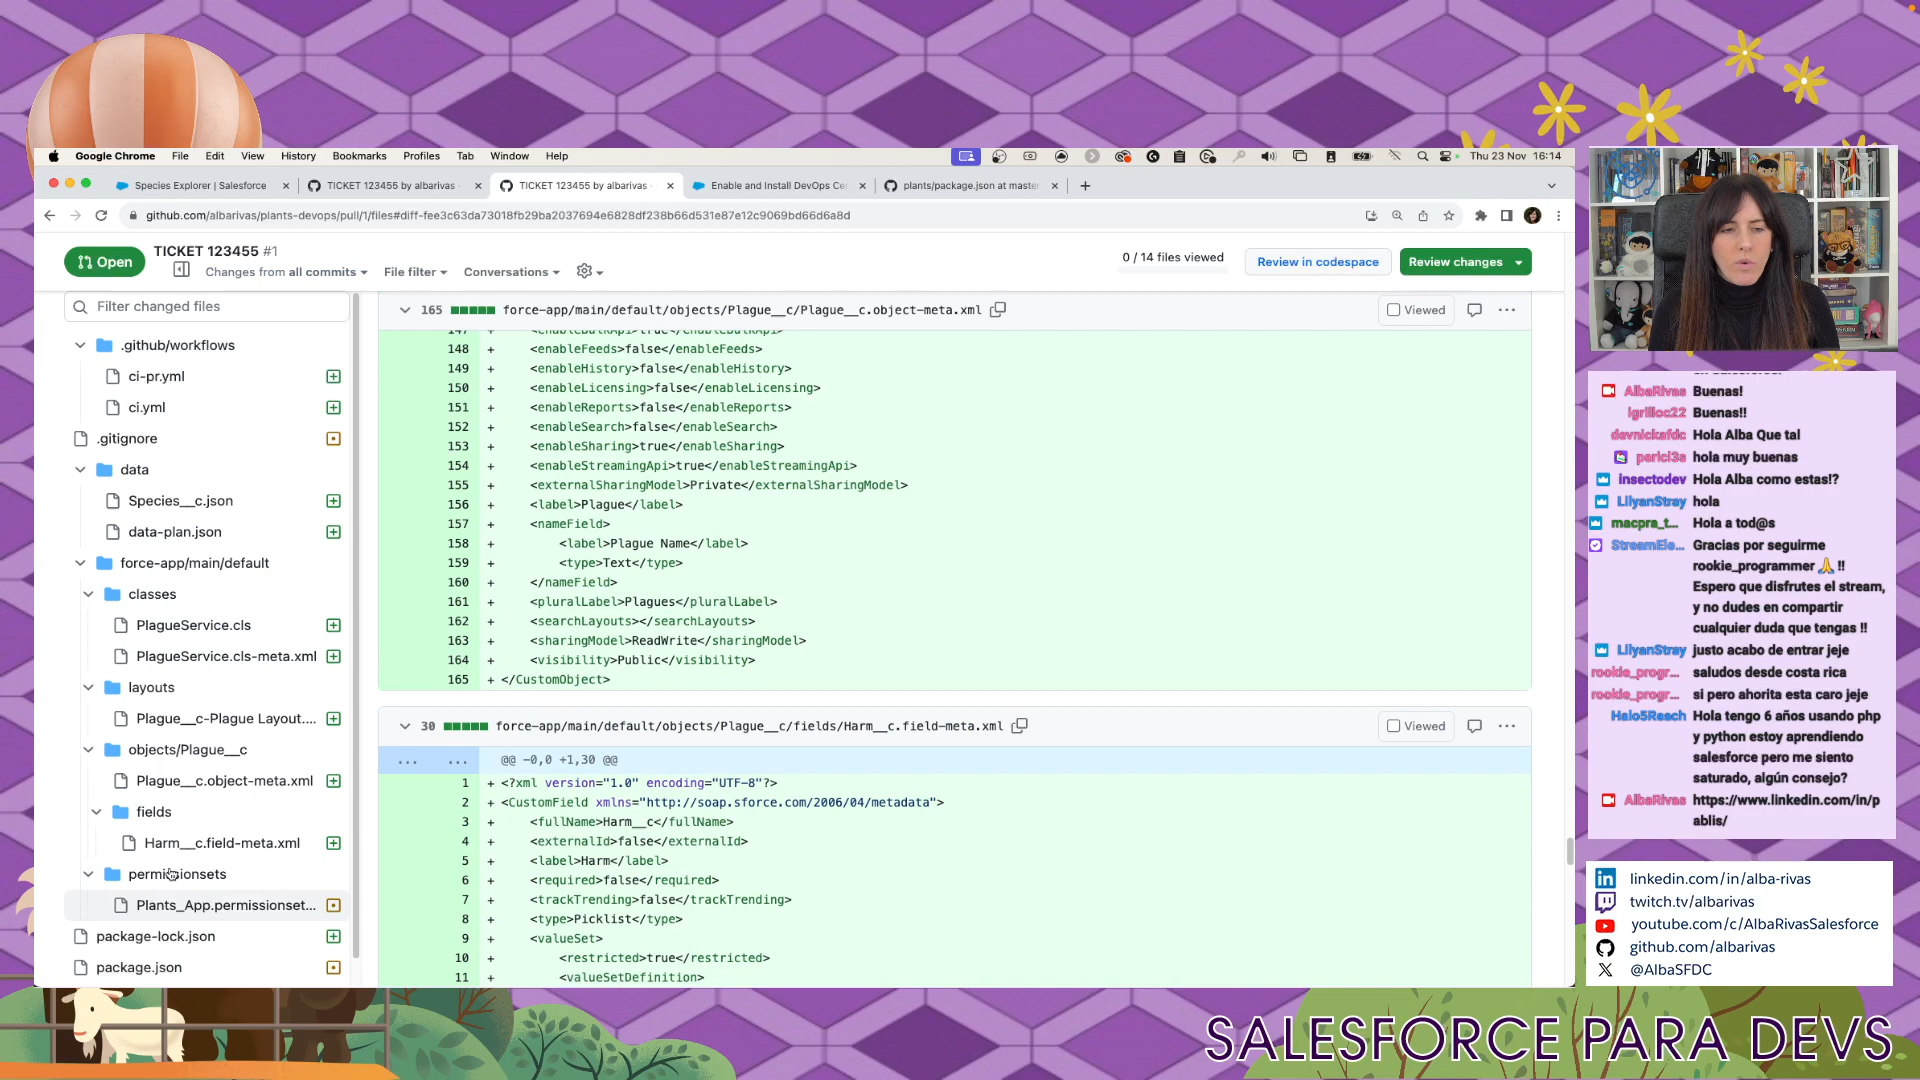 Google Chrome File Edit View History Bookmarks Profiles Tab Window Help
Thu 23 Nov 16:14
Species Explorer | Salesforce
TICKET 123455 by albarivas
TICKET 123455 by albarivas
Enable and Install DevOps Ce
plants/package.json at master
github.com/albarivas/plants-devops/pull/1/files#diff-fee3c63da73018fb29ba2037694e6828df238b66d531e87e12c9069bd66d6a8d
Open
TICKET 123455 #1
Changes from all commits File filter Conversations
0 / 14 files viewed
Review in codespace
Review changes
Filter changed files
.github/workflows
ci-pr.yml
ci.yml
.gitignore
data
Species__c.json
data-plan.json
force-app/main/default
classes
PlagueService.cls
PlagueService.cls-meta.xml
layouts
Plague__c-Plague Layout....
objects/Plague__c
Plague__c.object-meta.xml
fields
Harm__c.field-meta.xml
permissionsets
Plants_App.permissionset...
package-lock.json
package.json
165 force-app/main/default/objects/Plague__c/Plague__c.object-meta.xml
Viewed
147 + <enableBulkApi>true</enableBulkApi>
148 + <enableFeeds>false</enableFeeds>
149 + <enableHistory>false</enableHistory>
150 + <enableLicensing>false</enableLicensing>
151 + <enableReports>false</enableReports>
152 + <enableSearch>false</enableSearch>
153 + <enableSharing>true</enableSharing>
154 + <enableStreamingApi>true</enableStreamingApi>
155 + <externalSharingModel>Private</externalSharingModel>
156 + <label>Plague</label>
157 + <nameField>
158 + <label>Plague Name</label>
159 + <type>Text</type>
160 + </nameField>
161 + <pluralLabel>Plagues</pluralLabel>
162 + <searchLayouts></searchLayouts>
163 + <sharingModel>ReadWrite</sharingModel>
164 + <visibility>Public</visibility>
165 + </CustomObject>
30 force-app/main/default/objects/Plague__c/fields/Harm__c.field-meta.xml
Viewed
... ... @@ -0,0 +1,30 @@
1 + <?xml version="1.0" encoding="UTF-8"?>
2 + <CustomField xmlns="http://soap.sforce.com/2006/04/metadata">
3 + <fullName>Harm__c</fullName>
4 + <externalId>false</externalId>
5 + <label>Harm</label>
6 + <required>false</required>
7 + <trackTrending>false</trackTrending>
8 + <type>Picklist</type>
9 + <valueSet>
10 + <restricted>true</restricted>
11 + <valueSetDefinition>
AlbaRivas Buenas!
igrilloc22 Buenas!!
devnickafdc Hola Alba Que tal
parici3a hola muy buenas
insectodev Hola Alba como estas!?
LilyanStray hola
macpra_t... Hola a tod@s
StreamEle... Gracias por seguirme
rookie_programmer 🙏 !!
Espero que disfrutes el stream,
y no dudes en compartir
cualquier duda que tengas !!
LilyanStray justo acabo de entrar jeje
rookie_progr... saludos desde costa rica
rookie_progr... si pero ahorita esta caro jeje
Halo5Reach Hola tengo 6 años usando php
y python estoy aprendiendo
salesforce pero me siento
saturado, algún consejo?
AlbaRivas https://www.linkedin.com/in/p
ablis/
linkedin.com/in/alba-rivas
twitch.tv/albarivas
youtube.com/c/AlbaRivasSalesforce
github.com/albarivas
@AlbaSFDC
SALESFORCE PARA DEVS